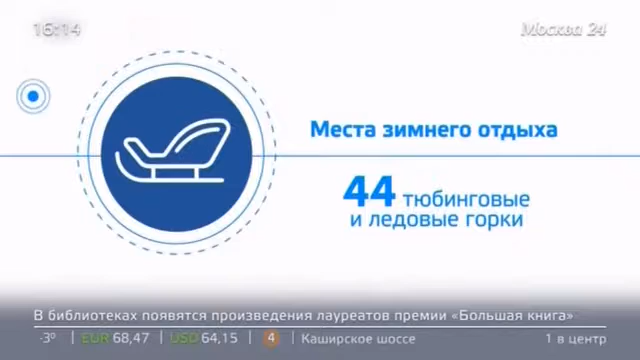 16:14
Москва 24
Места зимнего отдыха
44 тюбинговые
и ледовые горки
В библиотеках появятся произведения лауреатов премии «Большая книга»
-3° EUR 68,47 USD 64,15 4 Каширское шоссе 1 в центр